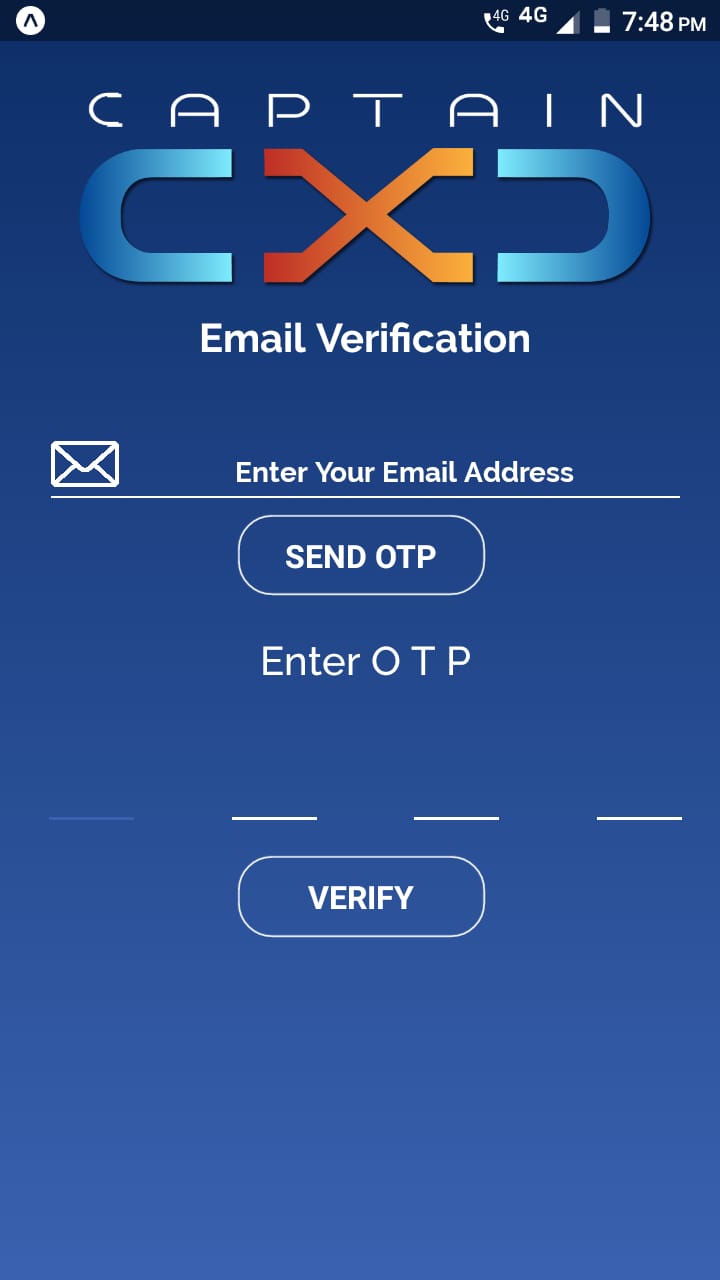 4G 4G 7:48 PM
CAPTAIN
CXD
Email Verification
Enter Your Email Address
SEND OTP
Enter O T P
VERIFY